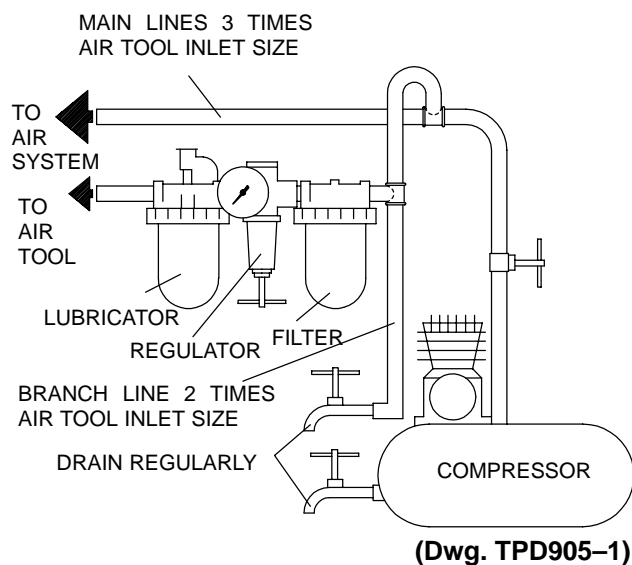 MAIN LINES 3 TIMES
AIR TOOL INLET SIZE
TO
AIR
SYSTEM
TO
AIR
TOOL
LUBRICATOR
REGULATOR
FILTER
BRANCH LINE 2 TIMES
AIR TOOL INLET SIZE
DRAIN REGULARLY
COMPRESSOR
(Dwg. TPD905–1)